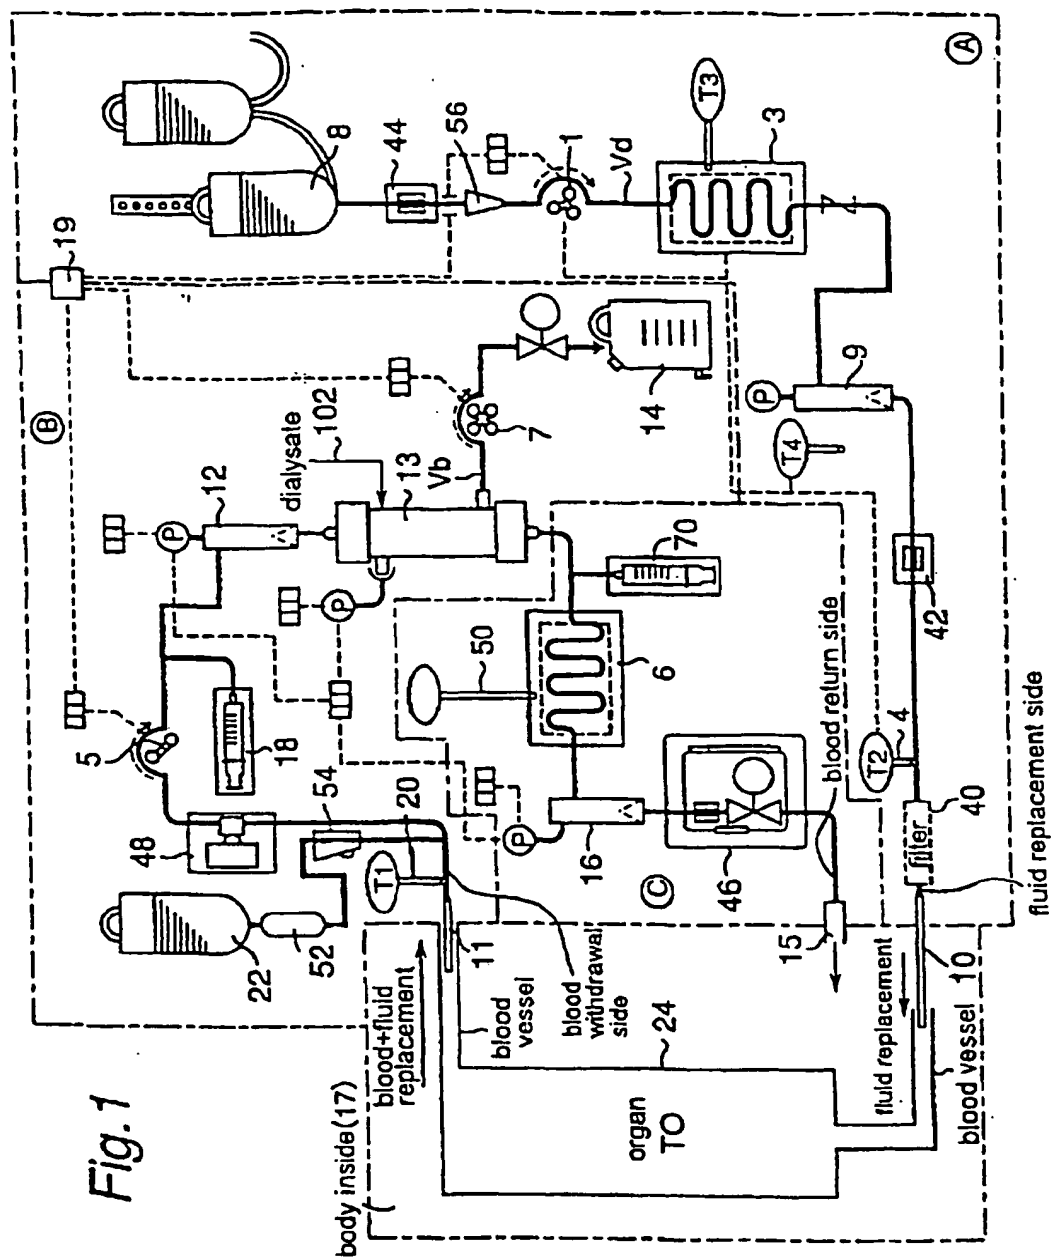 Fig.1
body inside(17)
organ
TO
24
blood+fluid
replacement
blood
vessel
blood
withdrawal
side
fluid replacement
blood vessel
fluid replacement side
blood return side
22
52
48
54
T1
20
11
5
18
B
19
12
P
dialysate
102
13
Vb
7
14
P
70
50
6
P
16
C
46
15
10
filter
40
T2
4
42
T4
P
9
8
44
56
1
Vd
T3
3
A